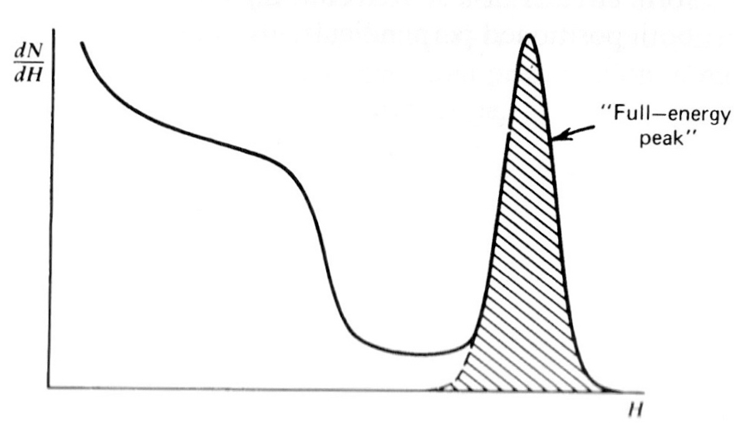 dN
dH
"Full—energy
peak"
H